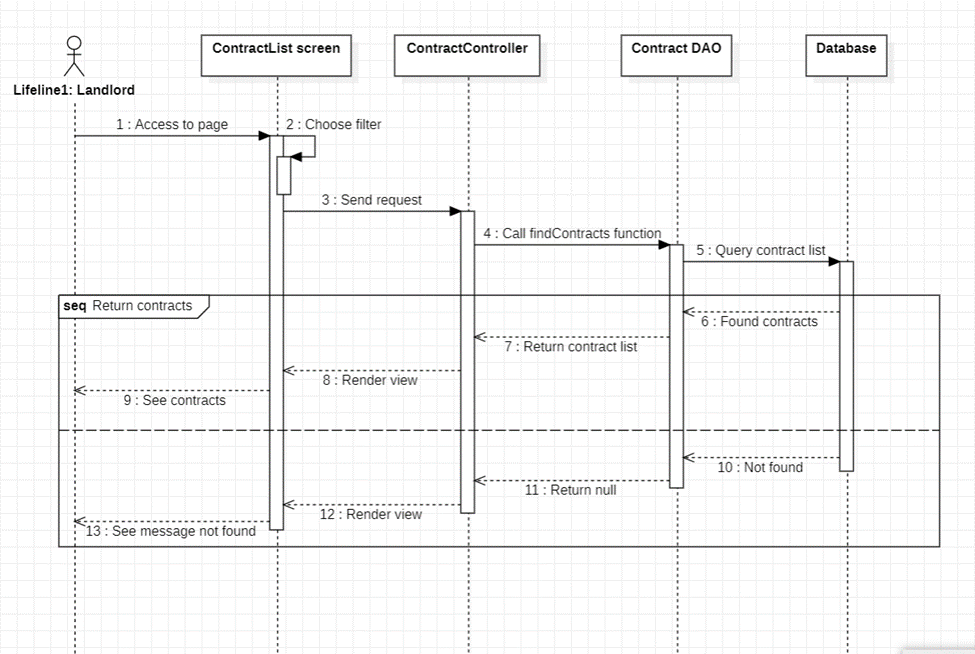 ContractList screen
ContractController
Contract DAO
Database
Lifeline1: Landlord
1 : Access to page
2 : Choose filter
3 : Send request
4 : Call findContracts function
5 : Query contract list
seq Return contracts
6 : Found contracts
7 : Return contract list
8 : Render view
9 : See contracts
10 : Not found
11 : Return null
12 : Render view
13 : See message not found